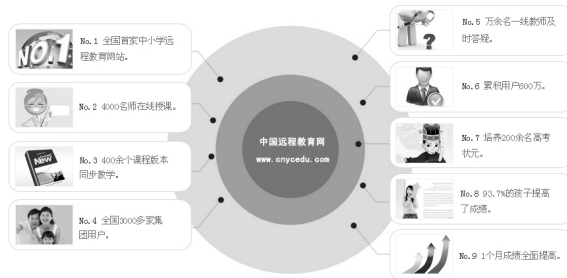 No.1 全国首家中小学远
程教育网站。
No.2 4000名师在线授课。
No.3 400余个课程版本
同步教学。
No.4 全国3000多家集
团用户。
中国远程教育网
www.cnycedu.com
No.5 万余名一线教师及
时答疑。
No.6 累积用户600万。
No.7 培养200余名高考
状元。
No.8 93.7%的孩子提高
了成绩。
No.9 1个月成绩全面提高。
NO.1
New